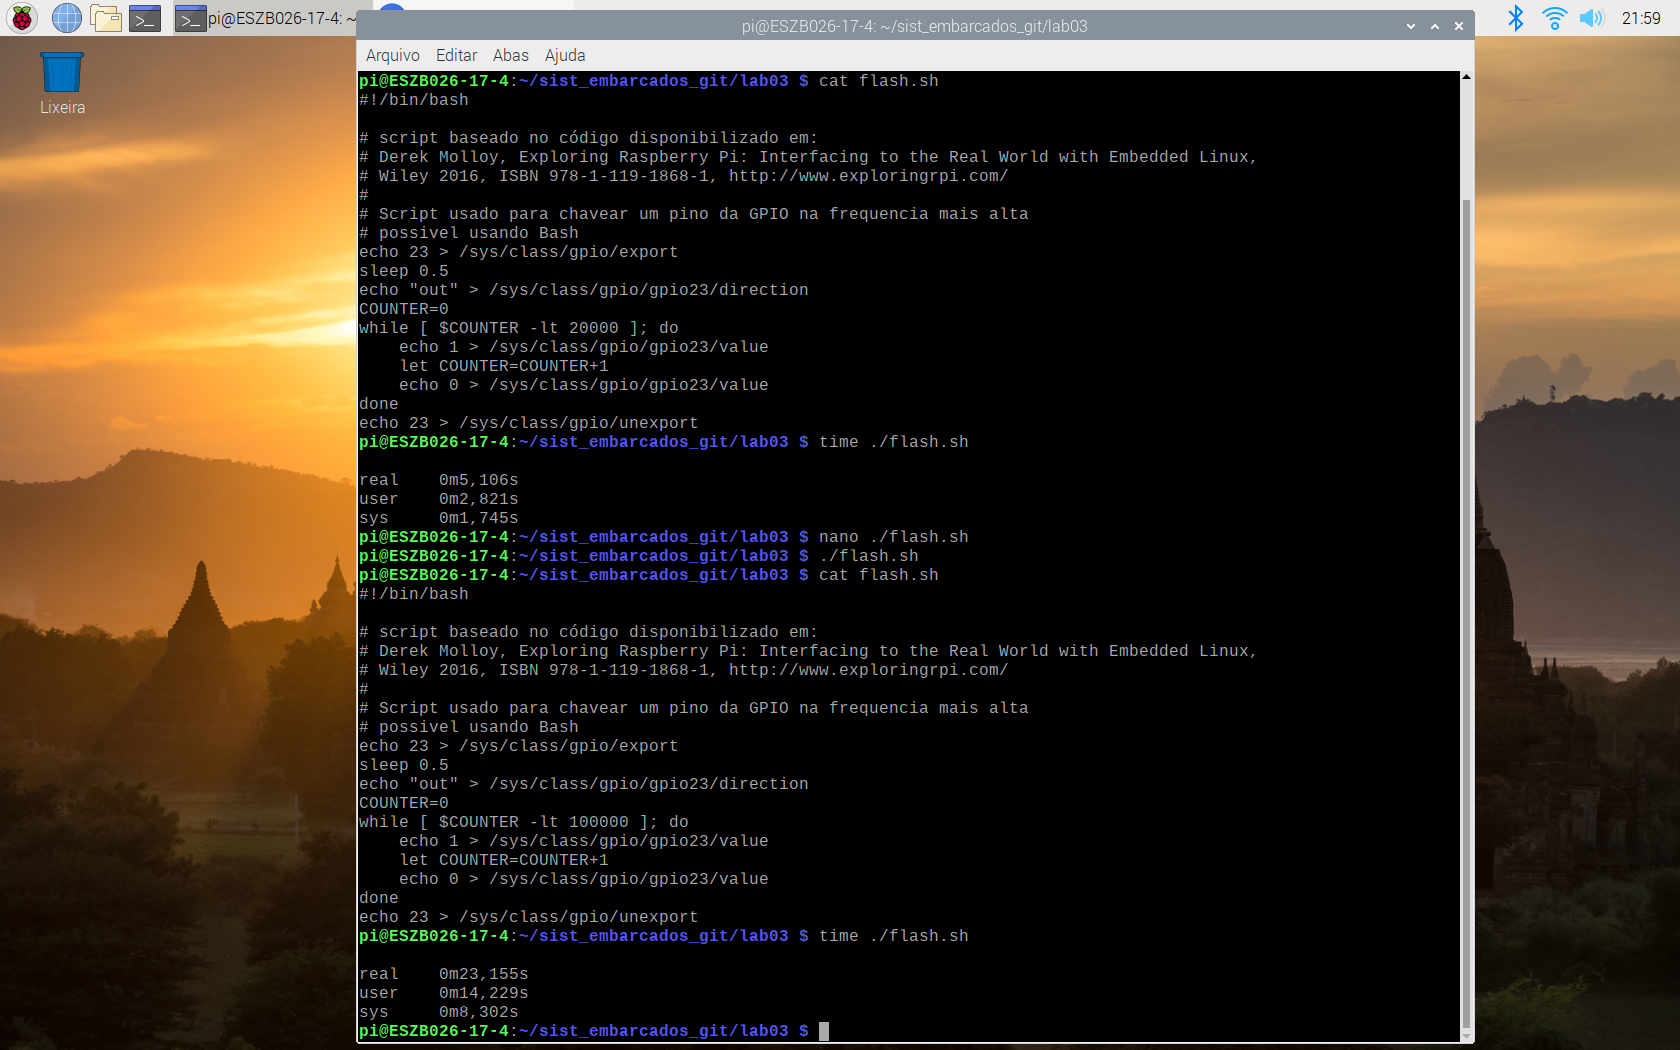 pi@ESZB026-17-4: ~
21:59
pi@ESZB026-17-4: ~/sist_embarcados_git/lab03
Lixeira
Arquivo Editar Abas Ajuda
pi@ESZB026-17-4:~/sist_embarcados_git/lab03 $ cat flash.sh
#!/bin/bash

# script baseado no código disponibilizado em:
# Derek Molloy, Exploring Raspberry Pi: Interfacing to the Real World with Embedded Linux,
# Wiley 2016, ISBN 978-1-119-1868-1, http://www.exploringrpi.com/
#
# Script usado para chavear um pino da GPIO na frequencia mais alta
# possivel usando Bash
echo 23 > /sys/class/gpio/export
sleep 0.5
echo "out" > /sys/class/gpio/gpio23/direction
COUNTER=0
while [ $COUNTER -lt 20000 ]; do
    echo 1 > /sys/class/gpio/gpio23/value
    let COUNTER=COUNTER+1
    echo 0 > /sys/class/gpio/gpio23/value
done
echo 23 > /sys/class/gpio/unexport
pi@ESZB026-17-4:~/sist_embarcados_git/lab03 $ time ./flash.sh

real    0m5,106s
user    0m2,821s
sys     0m1,745s
pi@ESZB026-17-4:~/sist_embarcados_git/lab03 $ nano ./flash.sh
pi@ESZB026-17-4:~/sist_embarcados_git/lab03 $ ./flash.sh
pi@ESZB026-17-4:~/sist_embarcados_git/lab03 $ cat flash.sh
#!/bin/bash

# script baseado no código disponibilizado em:
# Derek Molloy, Exploring Raspberry Pi: Interfacing to the Real World with Embedded Linux,
# Wiley 2016, ISBN 978-1-119-1868-1, http://www.exploringrpi.com/
#
# Script usado para chavear um pino da GPIO na frequencia mais alta
# possivel usando Bash
echo 23 > /sys/class/gpio/export
sleep 0.5
echo "out" > /sys/class/gpio/gpio23/direction
COUNTER=0
while [ $COUNTER -lt 100000 ]; do
    echo 1 > /sys/class/gpio/gpio23/value
    let COUNTER=COUNTER+1
    echo 0 > /sys/class/gpio/gpio23/value
done
echo 23 > /sys/class/gpio/unexport
pi@ESZB026-17-4:~/sist_embarcados_git/lab03 $ time ./flash.sh

real    0m23,155s
user    0m14,229s
sys     0m8,302s
pi@ESZB026-17-4:~/sist_embarcados_git/lab03 $